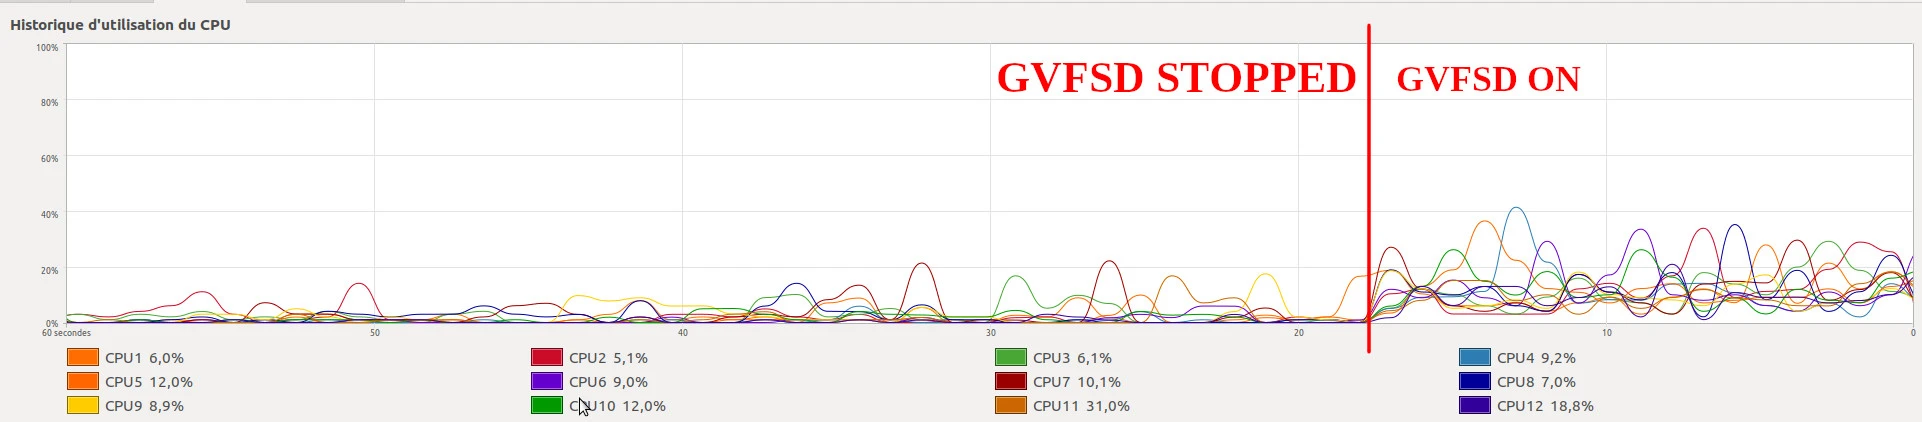 Historique d'utilisation du CPU
100%
GVFSD STOPPED GVFSD ON
80%
60%
40%
20%
0%
60 secondes 50 40 30 20 10 0
CPU1 6,0% CPU2 5,1% CPU3 6,1% CPU4 9,2%
CPU5 12,0% CPU6 9,0% CPU7 10,1% CPU8 7,0%
CPU9 8,9% CPU10 12,0% CPU11 31,0% CPU12 18,8%